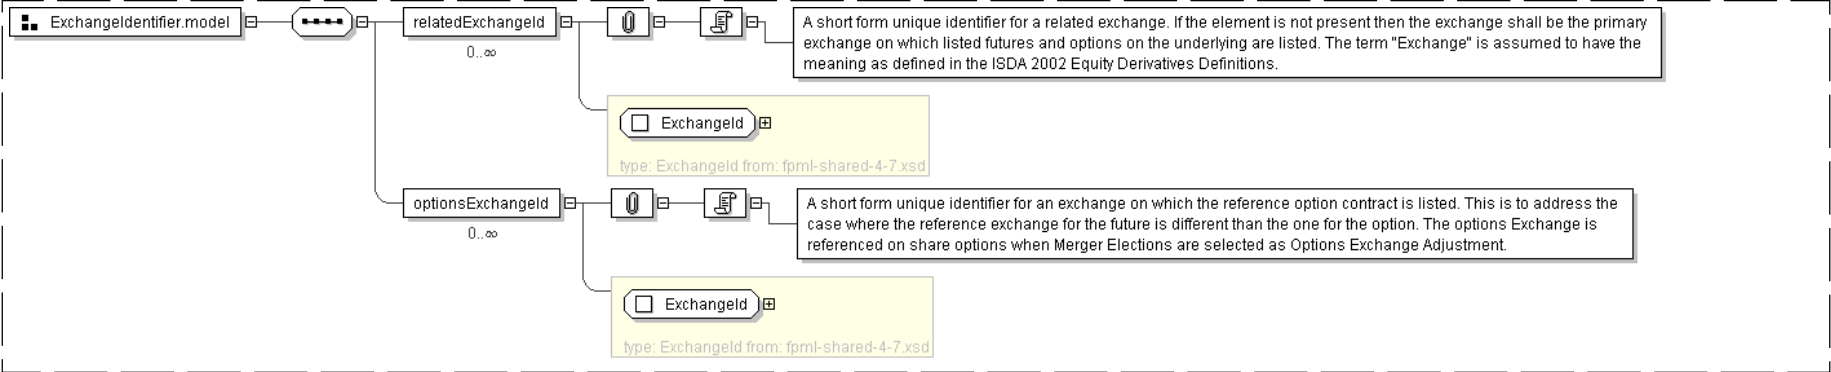 ExchangeIdentifier.model
relatedExchangeId
0..∞
A short form unique identifier for a related exchange. If the element is not present then the exchange shall be the primary
exchange on which listed futures and options on the underlying are listed. The term "Exchange" is assumed to have the
meaning as defined in the ISDA 2002 Equity Derivatives Definitions.
ExchangeId
type: ExchangeId from: fpml-shared-4-7.xsd
optionsExchangeId
0..∞
A short form unique identifier for an exchange on which the reference option contract is listed. This is to address the
case where the reference exchange for the future is different than the one for the option. The options Exchange is
referenced on share options when Merger Elections are selected as Options Exchange Adjustment.
ExchangeId
type: ExchangeId from: fpml-shared-4-7.xsd